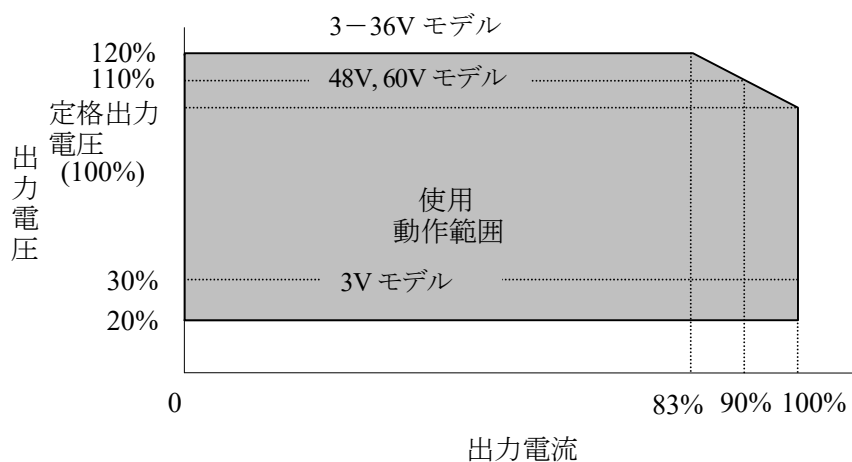 3－36V モデル
120%
110%
48V, 60V モデル
定格出力
電圧
(100%)
出力電圧
使用
動作範囲
30%
3V モデル
20%
0
83%
90%
100%
出力電流